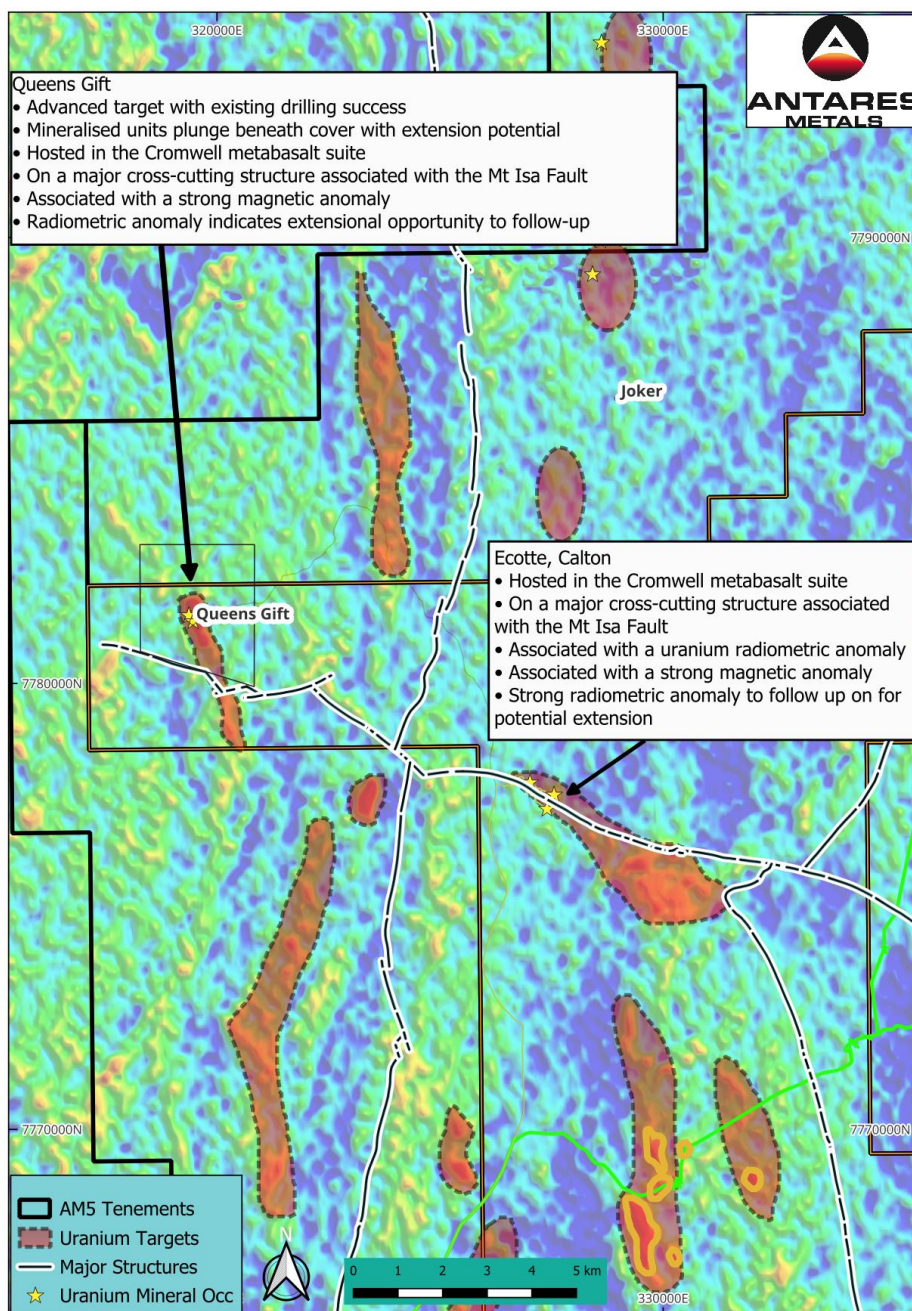 320000E
330000E
ANTARES
METALS
Queens Gift
• Advanced target with existing drilling success
• Mineralised units plunge beneath cover with extension potential
• Hosted in the Cromwell metabasalt suite
• On a major cross-cutting structure associated with the Mt Isa Fault
• Associated with a strong magnetic anomaly
• Radiometric anomaly indicates extensional opportunity to follow-up
7790000N
Joker
Ecotte, Calton
• Hosted in the Cromwell metabasalt suite
• On a major cross-cutting structure associated
with the Mt Isa Fault
• Associated with a uranium radiometric anomaly
• Associated with a strong magnetic anomaly
• Strong radiometric anomaly to follow up on for
potential extension
Queens Gift
7780000N
7770000N
7770000N
AM5 Tenements
Uranium Targets
Major Structures
Uranium Mineral Occ
N
0 1 2 3 4 5 km
330000E